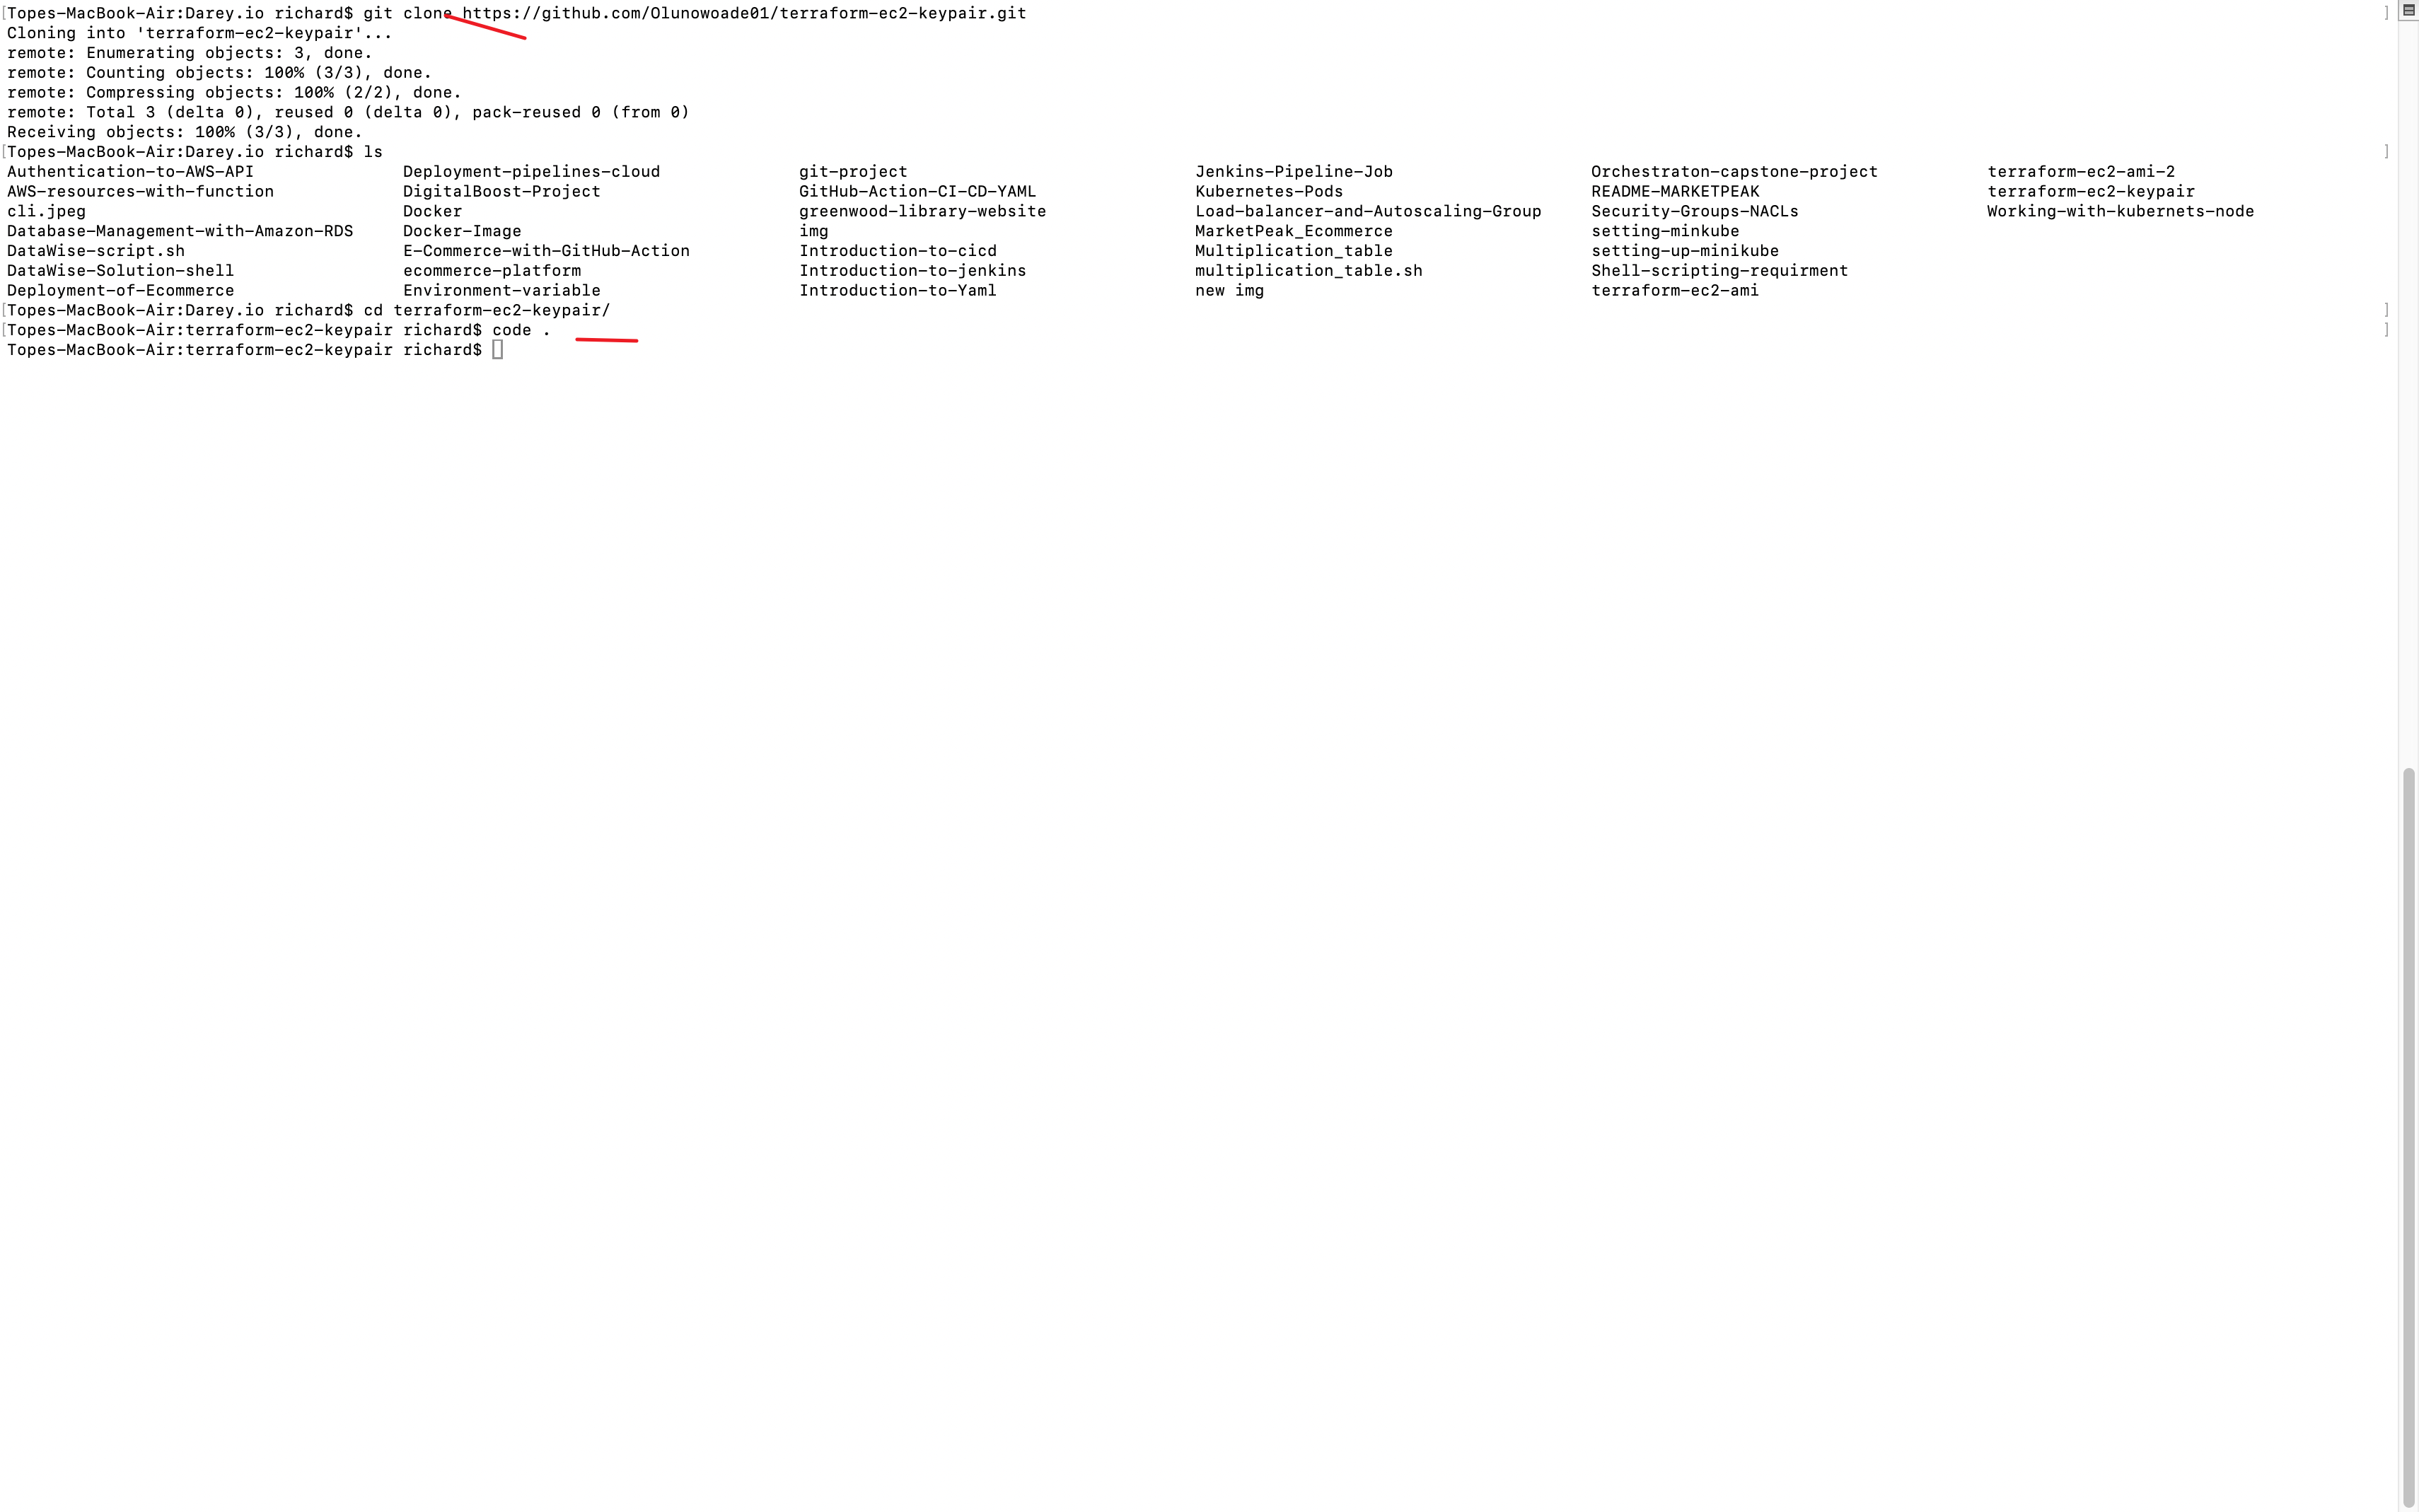 [Topes-MacBook-Air:Darey.io richard$ git clone https://github.com/Olunowoade01/terraform-ec2-keypair.git ]
Cloning into 'terraform-ec2-keypair'...
remote: Enumerating objects: 3, done.
remote: Counting objects: 100% (3/3), done.
remote: Compressing objects: 100% (2/2), done.
remote: Total 3 (delta 0), reused 0 (delta 0), pack-reused 0 (from 0)
Receiving objects: 100% (3/3), done.
[Topes-MacBook-Air:Darey.io richard$ ls ]
Authentication-to-AWS-API Deployment-pipelines-cloud git-project Jenkins-Pipeline-Job Orchestraton-capstone-project terraform-ec2-ami-2
AWS-resources-with-function DigitalBoost-Project GitHub-Action-CI-CD-YAML Kubernetes-Pods README-MARKETPEAK terraform-ec2-keypair
cli.jpeg Docker greenwood-library-website Load-balancer-and-Autoscaling-Group Security-Groups-NACLs Working-with-kubernets-node
Database-Management-with-Amazon-RDS Docker-Image img MarketPeak_Ecommerce setting-minkube
DataWise-script.sh E-Commerce-with-GitHub-Action Introduction-to-cicd Multiplication_table setting-up-minikube
DataWise-Solution-shell ecommerce-platform Introduction-to-jenkins multiplication_table.sh Shell-scripting-requirment
Deployment-of-Ecommerce Environment-variable Introduction-to-Yaml new img terraform-ec2-ami
[Topes-MacBook-Air:Darey.io richard$ cd terraform-ec2-keypair/ ]
[Topes-MacBook-Air:terraform-ec2-keypair richard$ code . ]
Topes-MacBook-Air:terraform-ec2-keypair richard$